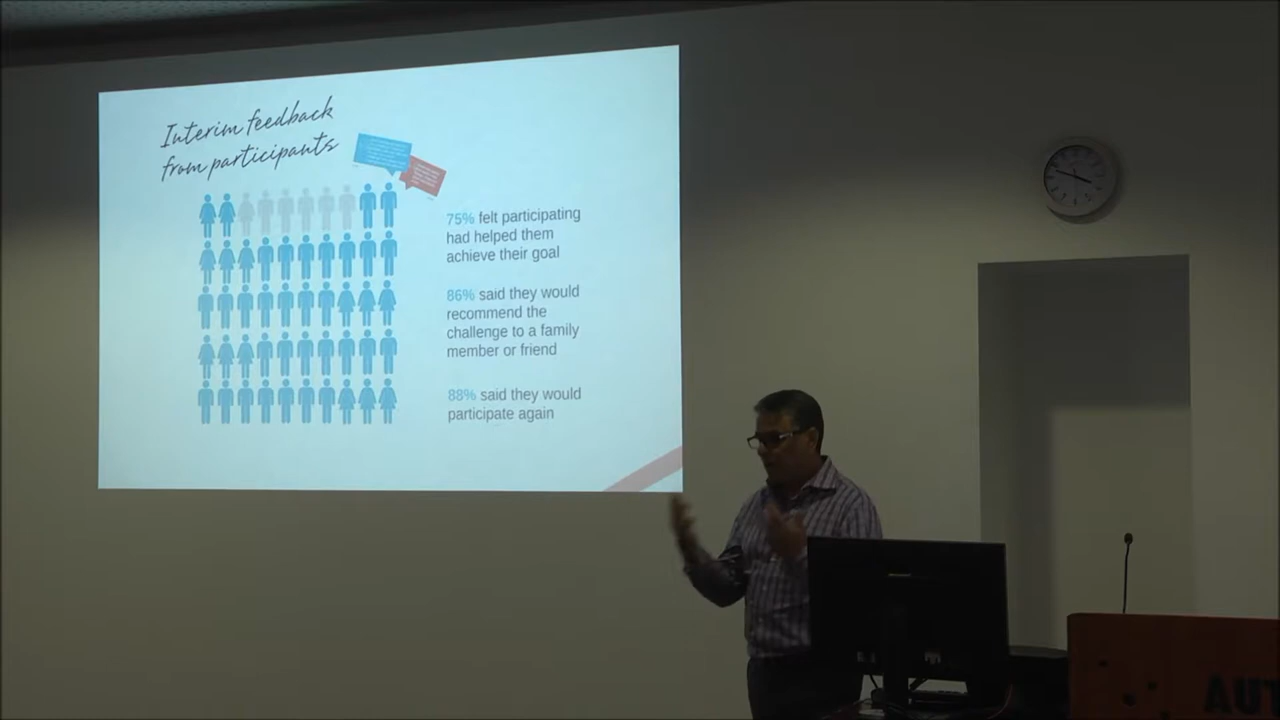 Interim feedback
from participants
75% felt participating
had helped them
achieve their goal
86% said they would
recommend the
challenge to a family
member or friend
88% said they would
participate again
AUT